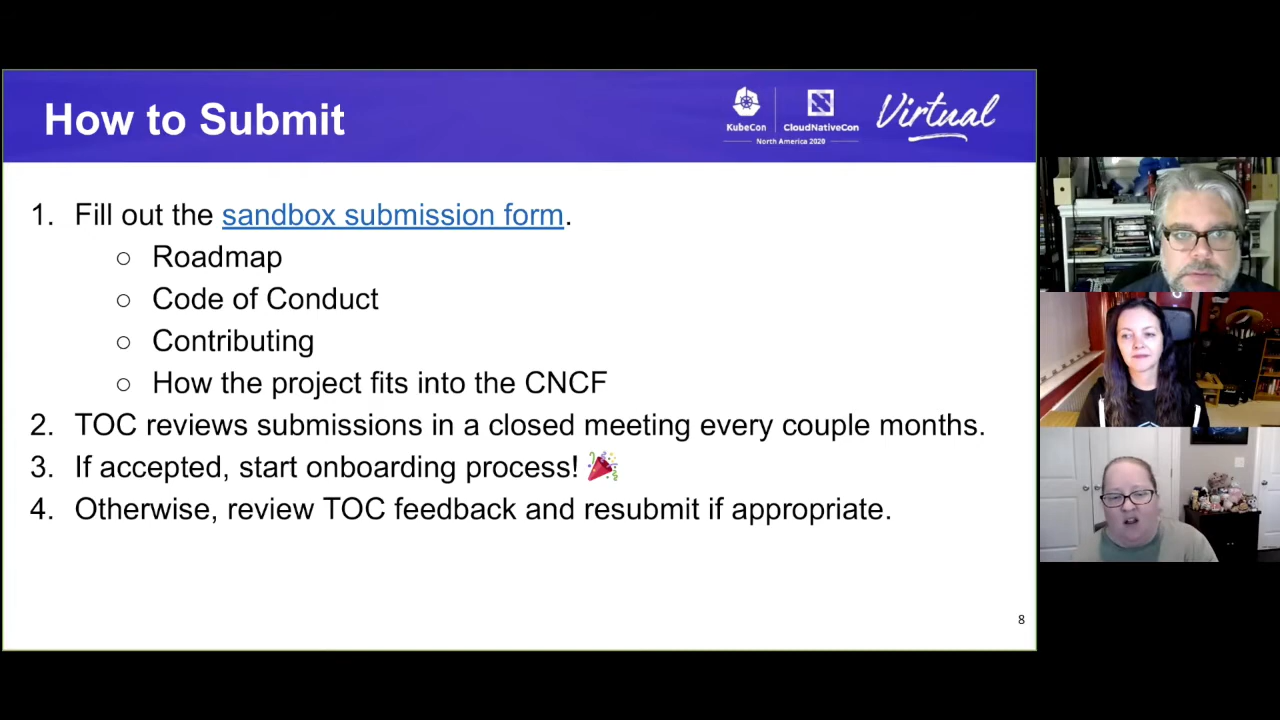 How to Submit
KubeCon
CloudNativeCon
North America 2020
Virtual
1. Fill out the sandbox submission form.
○ Roadmap
○ Code of Conduct
○ Contributing
○ How the project fits into the CNCF
2. TOC reviews submissions in a closed meeting every couple months.
3. If accepted, start onboarding process! 🎉
4. Otherwise, review TOC feedback and resubmit if appropriate.
8